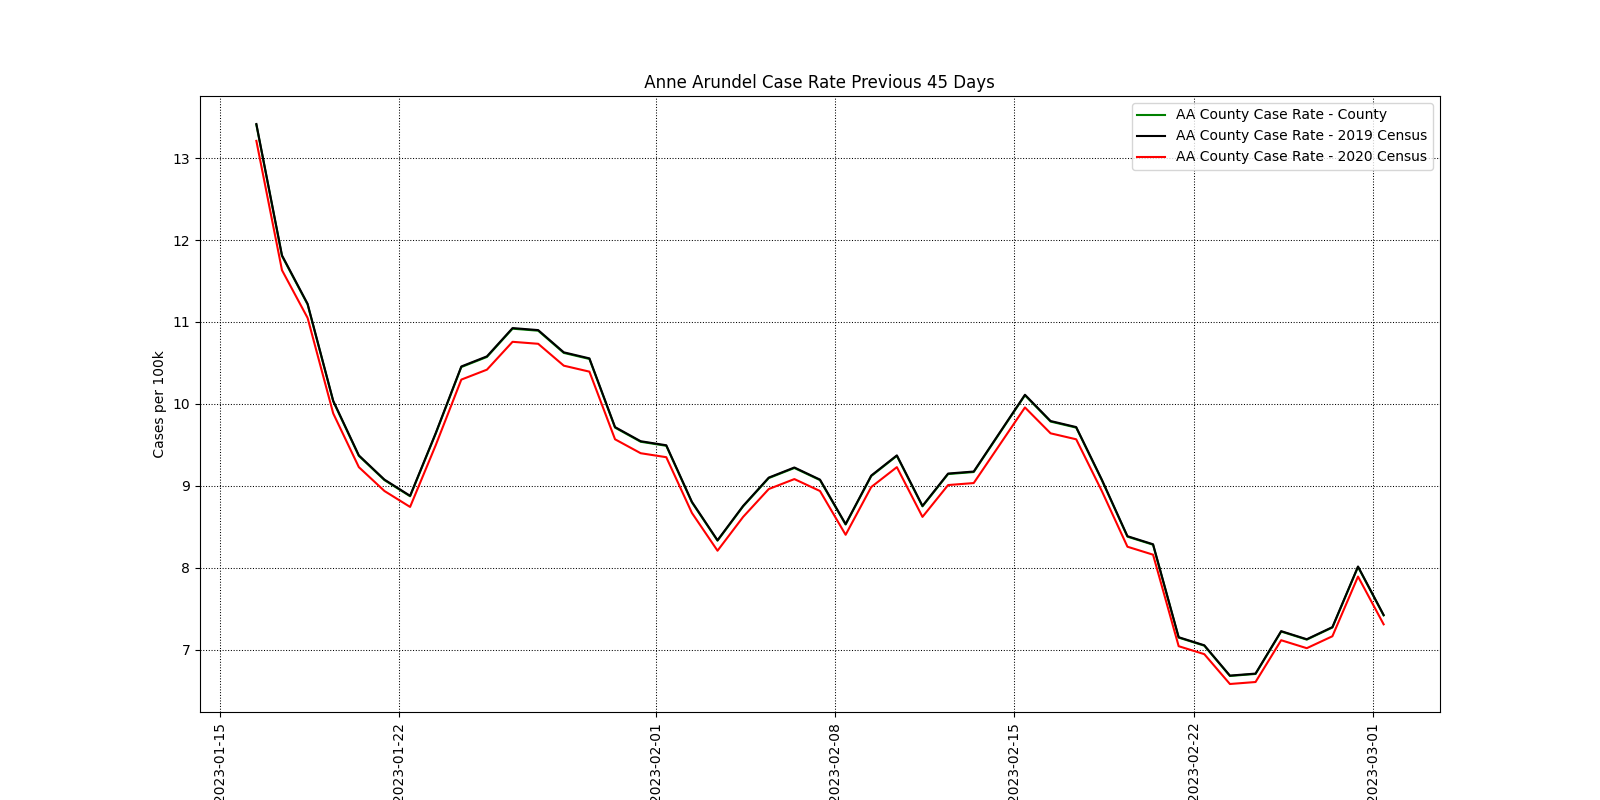 Anne Arundel Case Rate Previous 45 Days
AA County Case Rate - County
AA County Case Rate - 2019 Census
AA County Case Rate - 2020 Census
Cases per 100k
13
12
11
10
9
8
7
2023-01-15
2023-01-22
2023-02-01
2023-02-08
2023-02-15
2023-02-22
2023-03-01